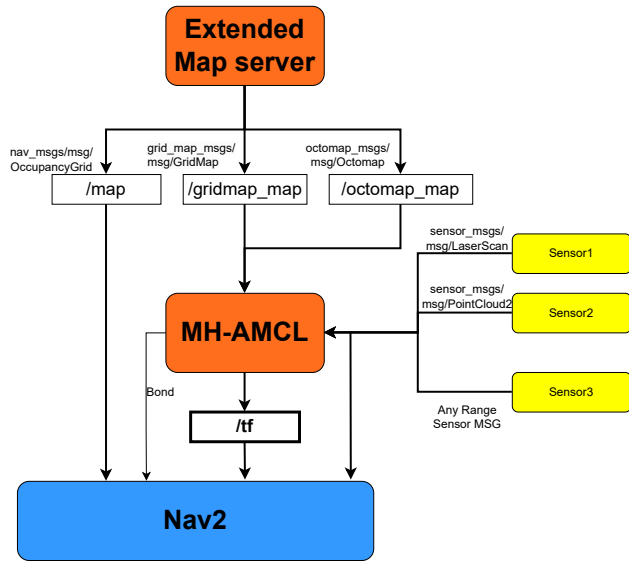 Extended
Map server
nav_msgs/msg/
OccupancyGrid
grid_map_msgs/
msg/GridMap
octomap_msgs/
msg/Octomap
/map
/gridmap_map
/octomap_map
sensor_msgs/
msg/LaserScan
Sensor1
sensor_msgs/
msg/PointCloud2
Sensor2
MH-AMCL
Bond
Sensor3
Any Range
Sensor MSG
/tf
Nav2